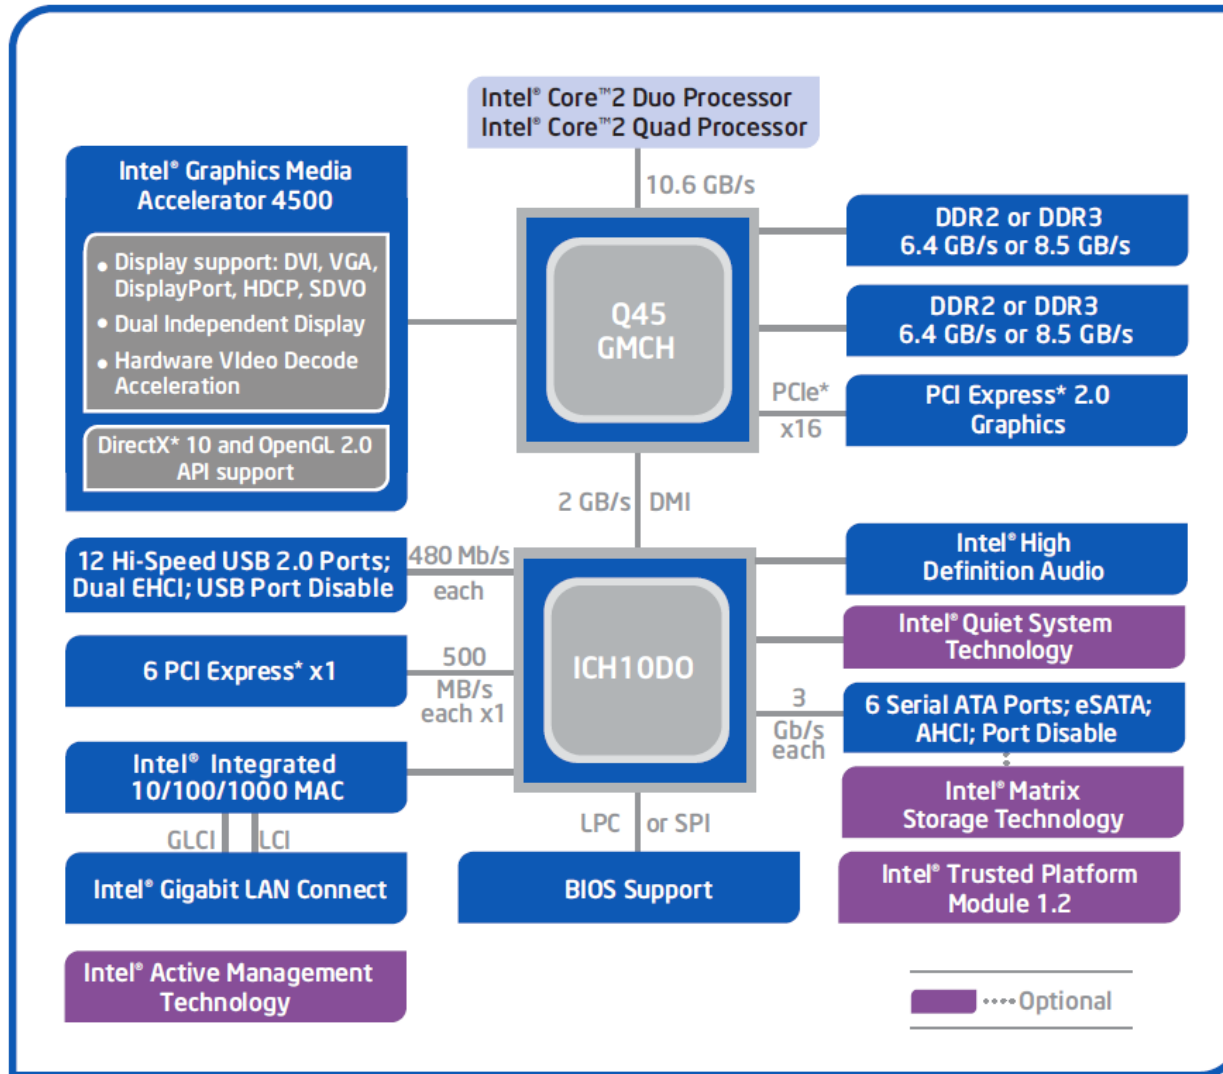 Intel® Core™2 Duo Processor
Intel® Core™2 Quad Processor
10.6 GB/s
Intel® Graphics Media
Accelerator 4500
• Display support: DVI, VGA,
DisplayPort, HDCP, SDVO
• Dual Independent Display
• Hardware VIdeo Decode
Acceleration
DirectX* 10 and OpenGL 2.0
API support
Q45
GMCH
DDR2 or DDR3
6.4 GB/s or 8.5 GB/s
DDR2 or DDR3
6.4 GB/s or 8.5 GB/s
PCIe*
x16
PCI Express* 2.0
Graphics
2 GB/s DMI
12 Hi-Speed USB 2.0 Ports;
Dual EHCI; USB Port Disable
480 Mb/s
each
6 PCI Express* x1
500
MB/s
each x1
Intel® Integrated
10/100/1000 MAC
GLCI LCI
Intel® Gigabit LAN Connect
Intel® Active Management
Technology
ICH10DO
LPC or SPI
BIOS Support
Intel® High
Definition Audio
Intel® Quiet System
Technology
3
Gb/s
each
6 Serial ATA Ports; eSATA;
AHCI; Port Disable
Intel® Matrix
Storage Technology
Intel® Trusted Platform
Module 1.2
Optional